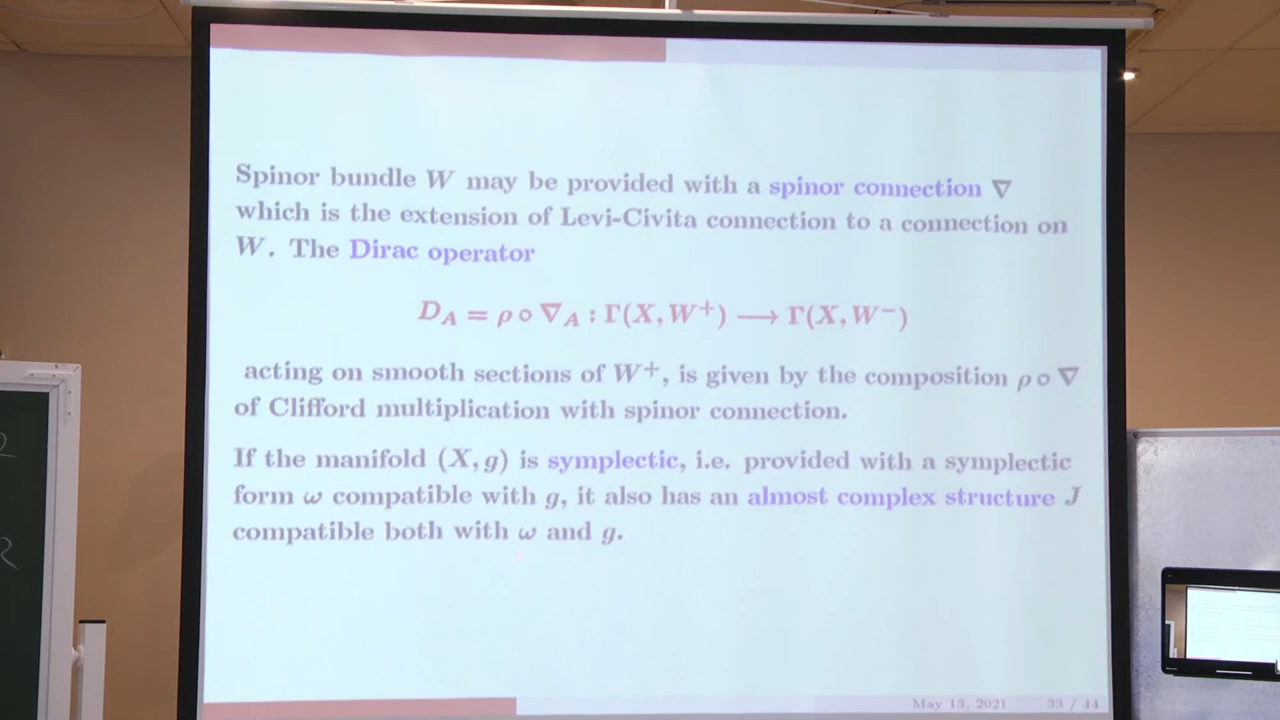 Spinor bundle W may be provided with a spinor connection ∇
which is the extension of Levi-Civita connection to a connection on
W. The Dirac operator
D_A = ρ ∘ ∇_A : Γ(X, W⁺) ⟶ Γ(X, W⁻)
acting on smooth sections of W⁺, is given by the composition ρ ∘ ∇
of Clifford multiplication with spinor connection.
If the manifold (X, g) is symplectic, i.e. provided with a symplectic
form ω compatible with g, it also has an almost complex structure J
compatible both with ω and g.
May 13, 2021 33 / 44
2